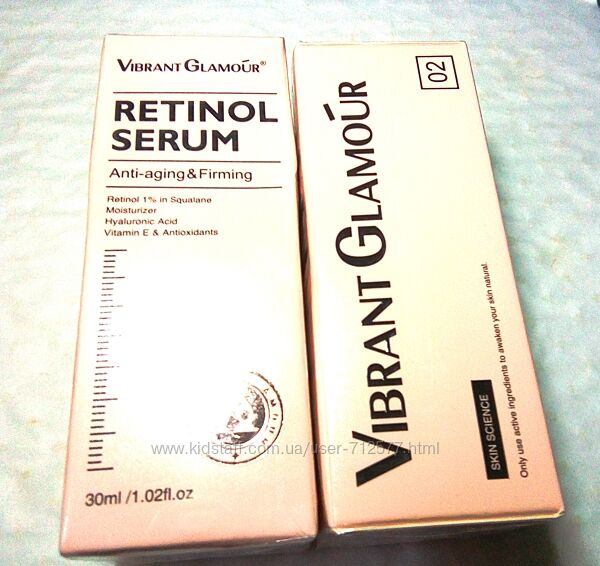 VIBRANT GLAMOUR®
RETINOL
SERUM
Anti-aging&Firming
Retinol 1% in Squalane
Moisturizer
Hyaluronic Acid
Vitamin E & Antioxidants
30ml /1.02fl.oz
02
VIBRANT GLAMOUR
SKIN SCIENCE
Only use active ingredients to awaken your skin natural.
www.kidstaff.com.ua/user-712577.html